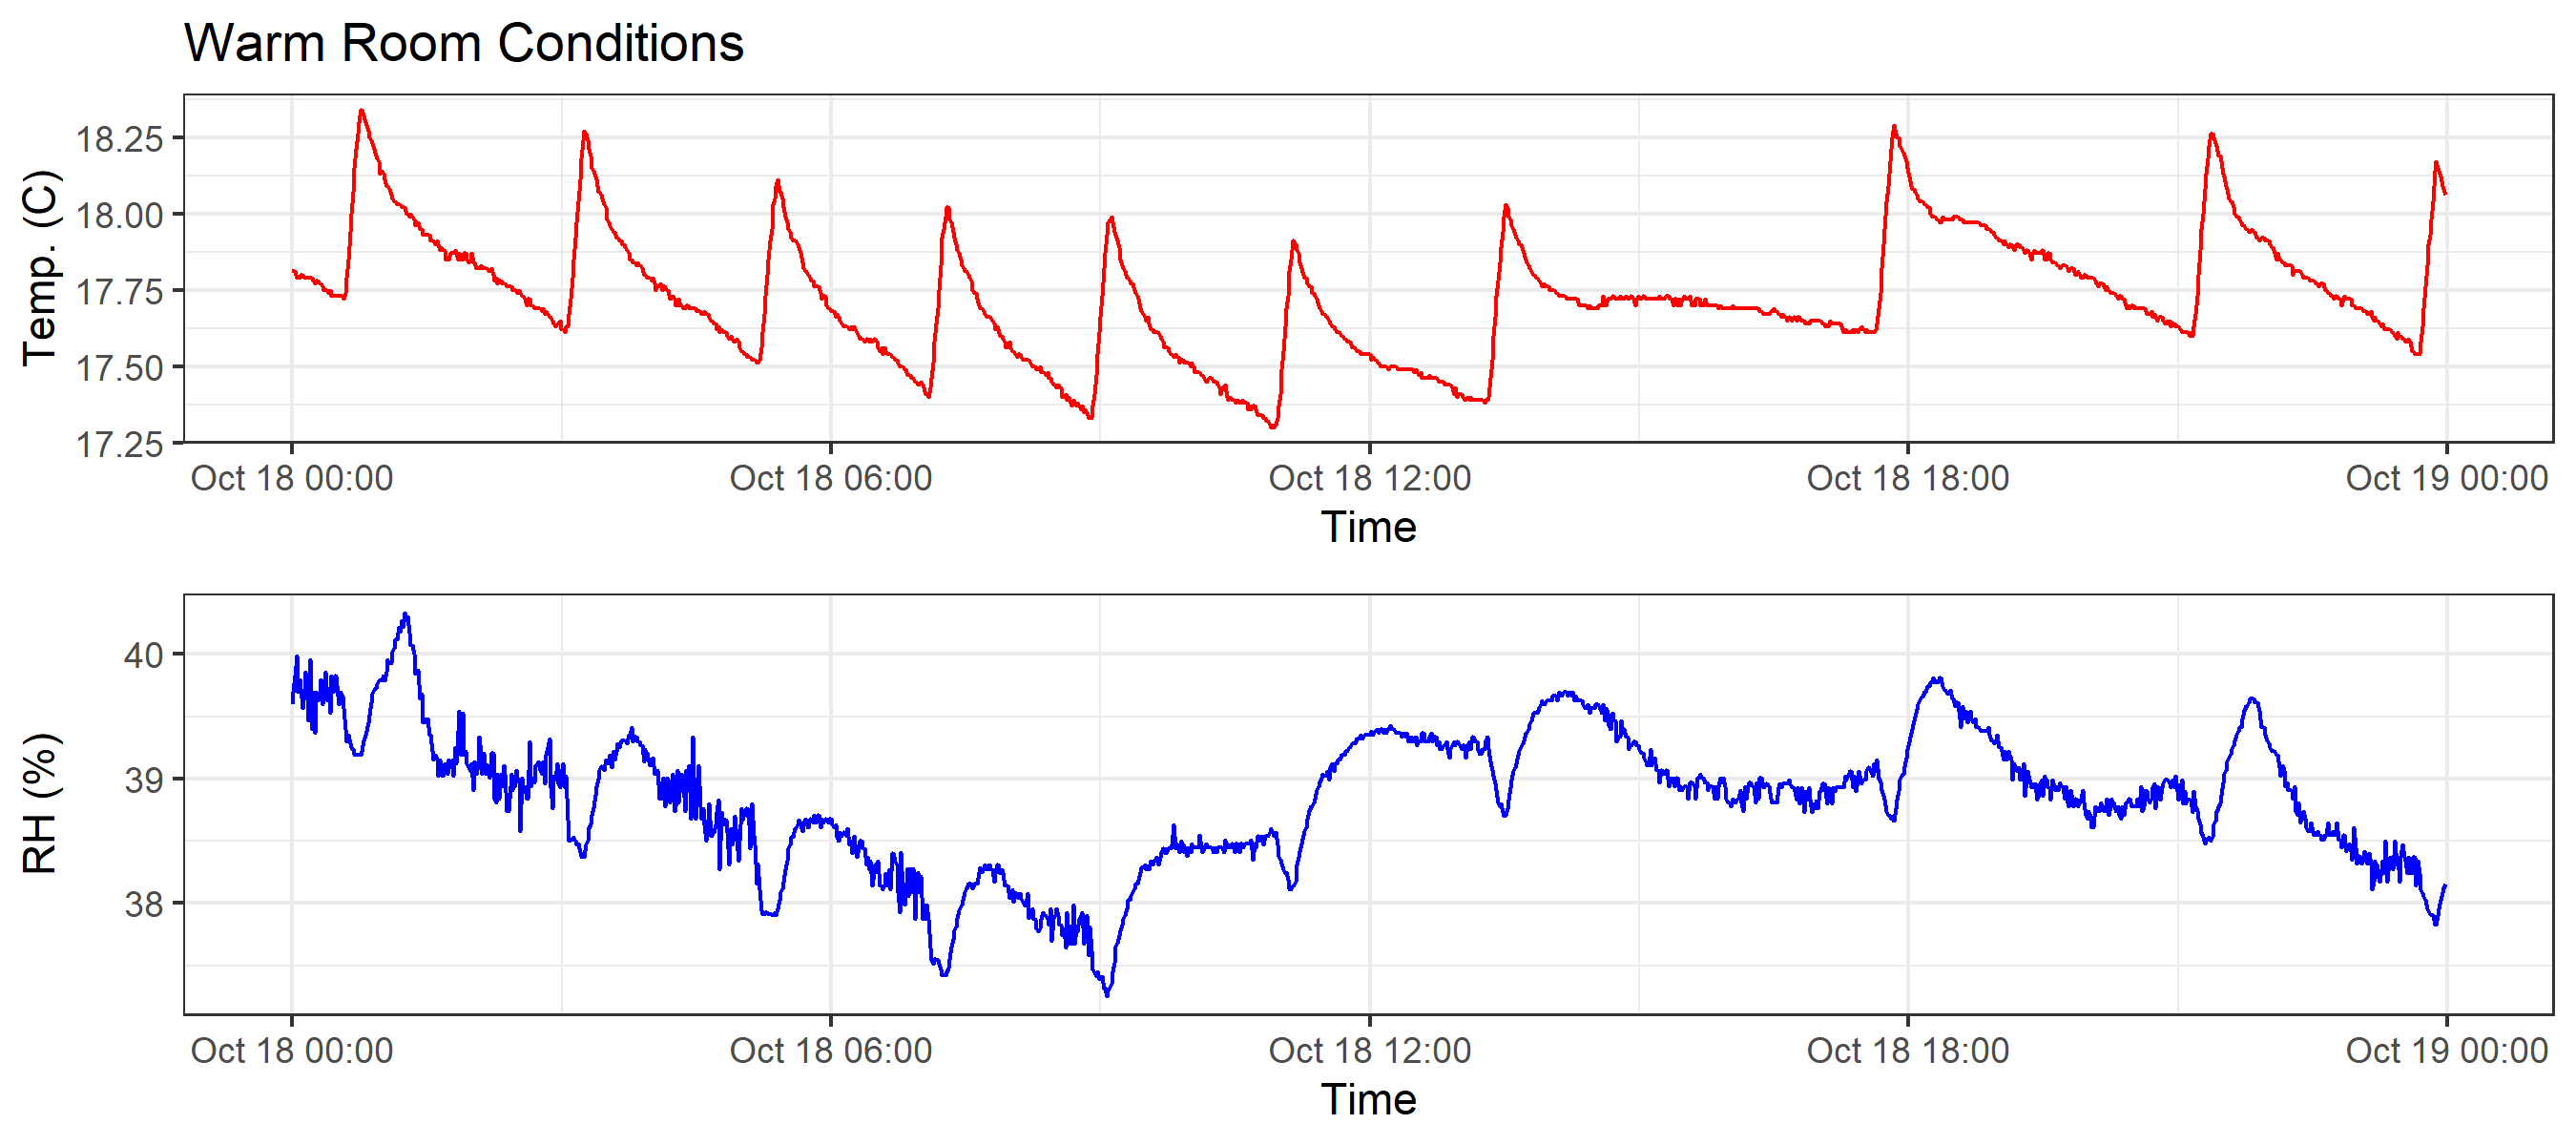 Warm Room Conditions
Temp. (C)
18.25
18.00
17.75
17.50
17.25
Oct 18 00:00 Oct 18 06:00 Oct 18 12:00 Oct 18 18:00 Oct 19 00:00
Time
RH (%)
40
39
38
Oct 18 00:00 Oct 18 06:00 Oct 18 12:00 Oct 18 18:00 Oct 19 00:00
Time